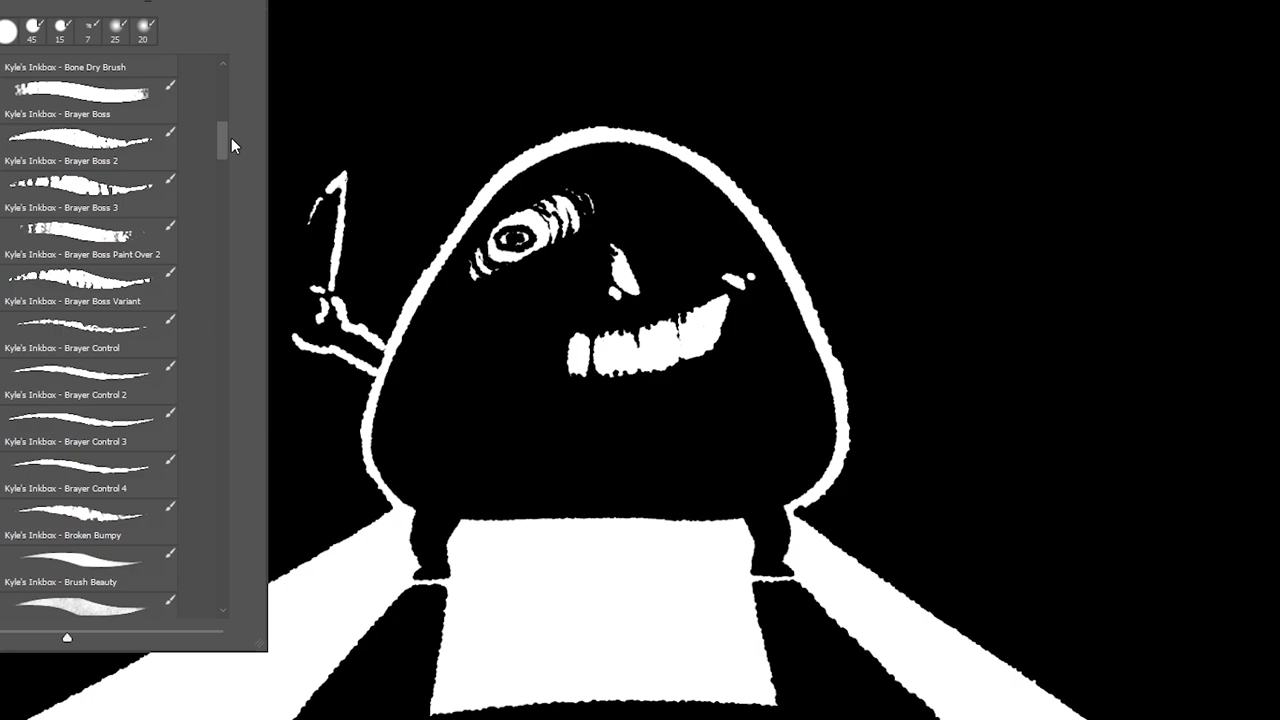 45 15 7 25 20
Kyle's Inkbox - Bone Dry Brush
Kyle's Inkbox - Brayer Boss
Kyle's Inkbox - Brayer Boss 2
Kyle's Inkbox - Brayer Boss 3
Kyle's Inkbox - Brayer Boss Paint Over 2
Kyle's Inkbox - Brayer Boss Variant
Kyle's Inkbox - Brayer Control
Kyle's Inkbox - Brayer Control 2
Kyle's Inkbox - Brayer Control 3
Kyle's Inkbox - Brayer Control 4
Kyle's Inkbox - Broken Bumpy
Kyle's Inkbox - Brush Beauty